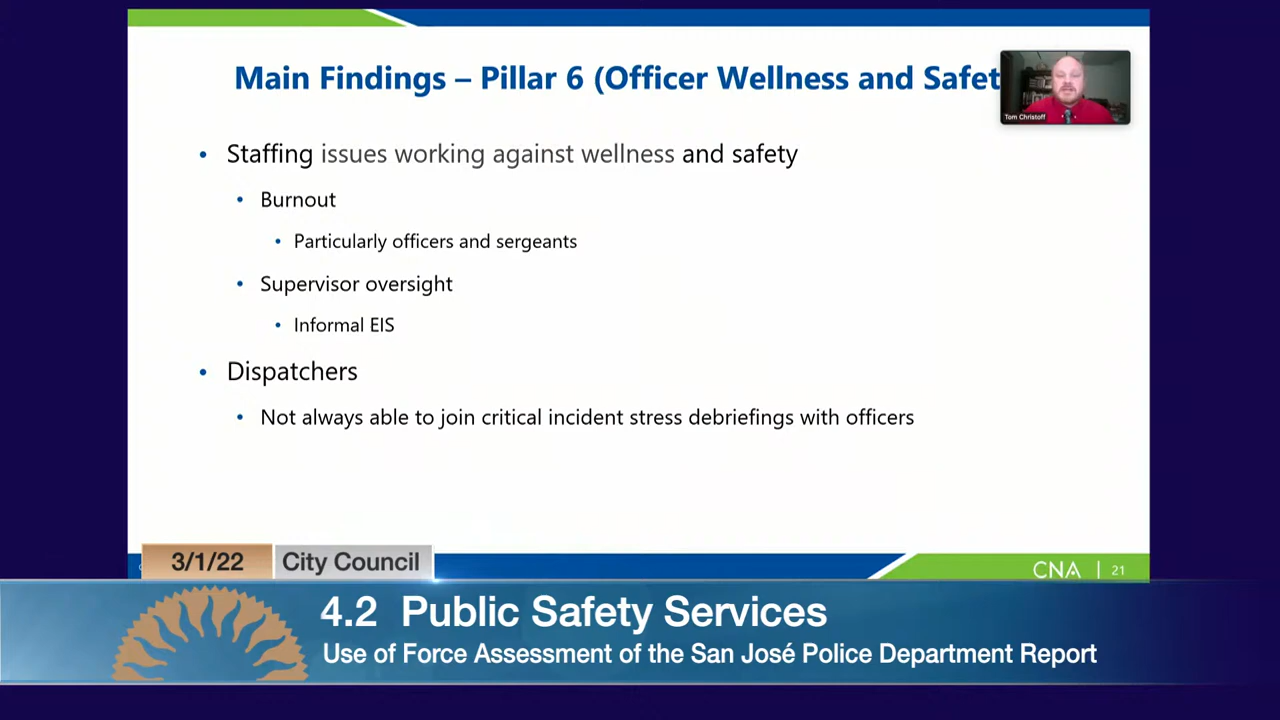 Main Findings – Pillar 6 (Officer Wellness and Safet
Tom Christoff
• Staffing issues working against wellness and safety
• Burnout
• Particularly officers and sergeants
• Supervisor oversight
• Informal EIS
• Dispatchers
• Not always able to join critical incident stress debriefings with officers
3/1/22 City Council
CNA | 21
4.2 Public Safety Services
Use of Force Assessment of the San José Police Department Report